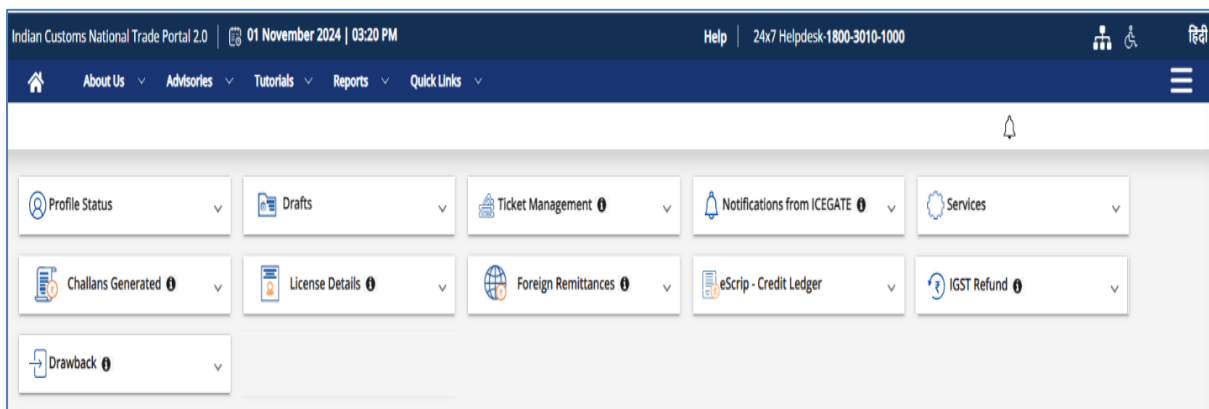 Indian Customs National Trade Portal 2.0 01 November 2024 | 03:20 PM Help 24x7 Helpdesk-1800-3010-1000 हिंदी
About Us Advisories Tutorials Reports Quick Links
Profile Status Drafts Ticket Management Notifications from ICEGATE Services
Challans Generated License Details Foreign Remittances eScrip - Credit Ledger IGST Refund
Drawback